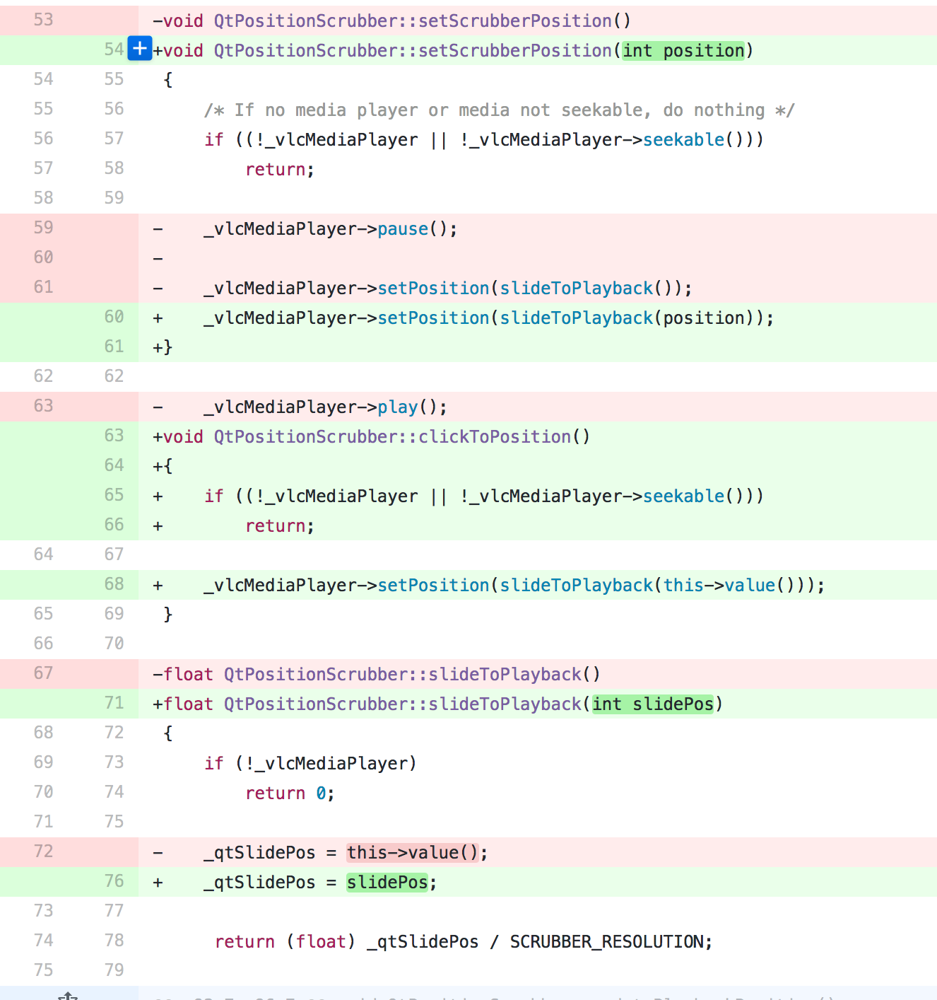 53 -void QtPositionScrubber::setScrubberPosition()
54 +void QtPositionScrubber::setScrubberPosition(int position)
54 55 {
55 56 /* If no media player or media not seekable, do nothing */
56 57 if ((!_vlcMediaPlayer || !_vlcMediaPlayer->seekable()))
57 58 return;
58 59
59 - _vlcMediaPlayer->pause();
60 -
61 - _vlcMediaPlayer->setPosition(slideToPlayback());
60 + _vlcMediaPlayer->setPosition(slideToPlayback(position));
61 +}
62 62
63 - _vlcMediaPlayer->play();
63 +void QtPositionScrubber::clickToPosition()
64 +{
65 + if ((!_vlcMediaPlayer || !_vlcMediaPlayer->seekable()))
66 + return;
64 67
68 + _vlcMediaPlayer->setPosition(slideToPlayback(this->value()));
65 69 }
66 70
67 -float QtPositionScrubber::slideToPlayback()
71 +float QtPositionScrubber::slideToPlayback(int slidePos)
68 72 {
69 73 if (!_vlcMediaPlayer)
70 74 return 0;
71 75
72 - _qtSlidePos = this->value();
76 + _qtSlidePos = slidePos;
73 77
74 78 return (float) _qtSlidePos / SCRUBBER_RESOLUTION;
75 79